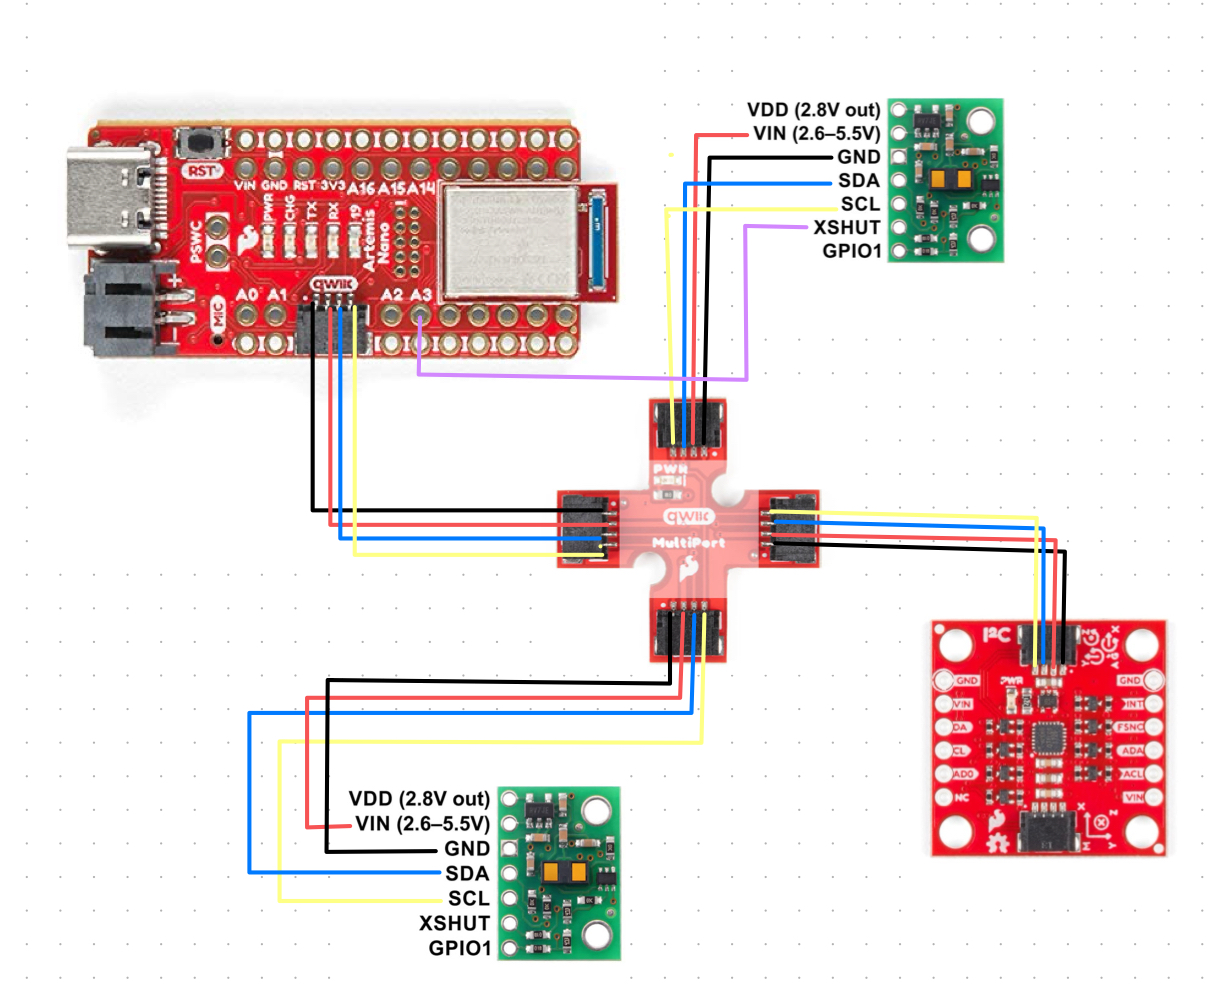 VDD (2.8V out)
VIN (2.6–5.5V)
GND
SDA
SCL
XSHUT
GPIO1
RST
VIN GND RST 3V3 A16 A15 A14
PWR
CHG
TX
RX
19
Artemis
Nano
PSWC
+
-
MIC
qwiic
A0 A1 A2 A3
PWR
qwiic
MultiPort
I²C
PWR
GND
VIN
DA
CL
AD0
NC
GND
INT
FSNC
ADA
ACL
VIN
VDD (2.8V out)
VIN (2.6–5.5V)
GND
SDA
SCL
XSHUT
GPIO1